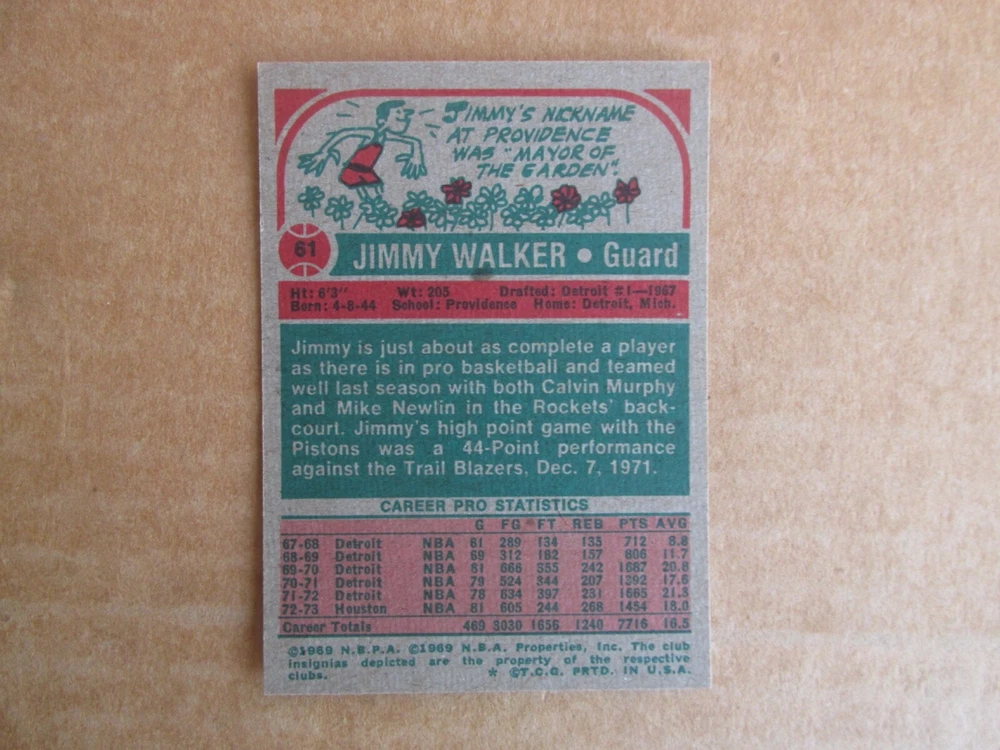 JIMMY'S NICKNAME
AT PROVIDENCE
WAS "MAYOR OF
THE GARDEN".
61
JIMMY WALKER • Guard
Ht: 6'3" Wt: 205 Drafted: Detroit #1—1967
Born: 4-8-44 School: Providence Home: Detroit, Mich.
Jimmy is just about as complete a player
as there is in pro basketball and teamed
well last season with both Calvin Murphy
and Mike Newlin in the Rockets' back-
court. Jimmy's high point game with the
Pistons was a 44-Point performance
against the Trail Blazers, Dec. 7, 1971.
CAREER PRO STATISTICS
G FG FT REB PTS AVG
67-68 Detroit NBA 81 289 134 135 712 8.8
68-69 Detroit NBA 69 312 182 157 806 11.7
69-70 Detroit NBA 81 666 355 242 1687 20.8
70-71 Detroit NBA 79 524 344 207 1392 17.6
71-72 Detroit NBA 78 634 397 231 1665 21.3
72-73 Houston NBA 81 605 244 268 1454 18.0
Career Totals 469 3030 1656 1240 7716 16.5
©1969 N.B.P.A. ©1969 N.B.A. Properties, Inc. The club
insignias depicted are the property of the respective
clubs. * ©T.C.G. PRTD. IN U.S.A.